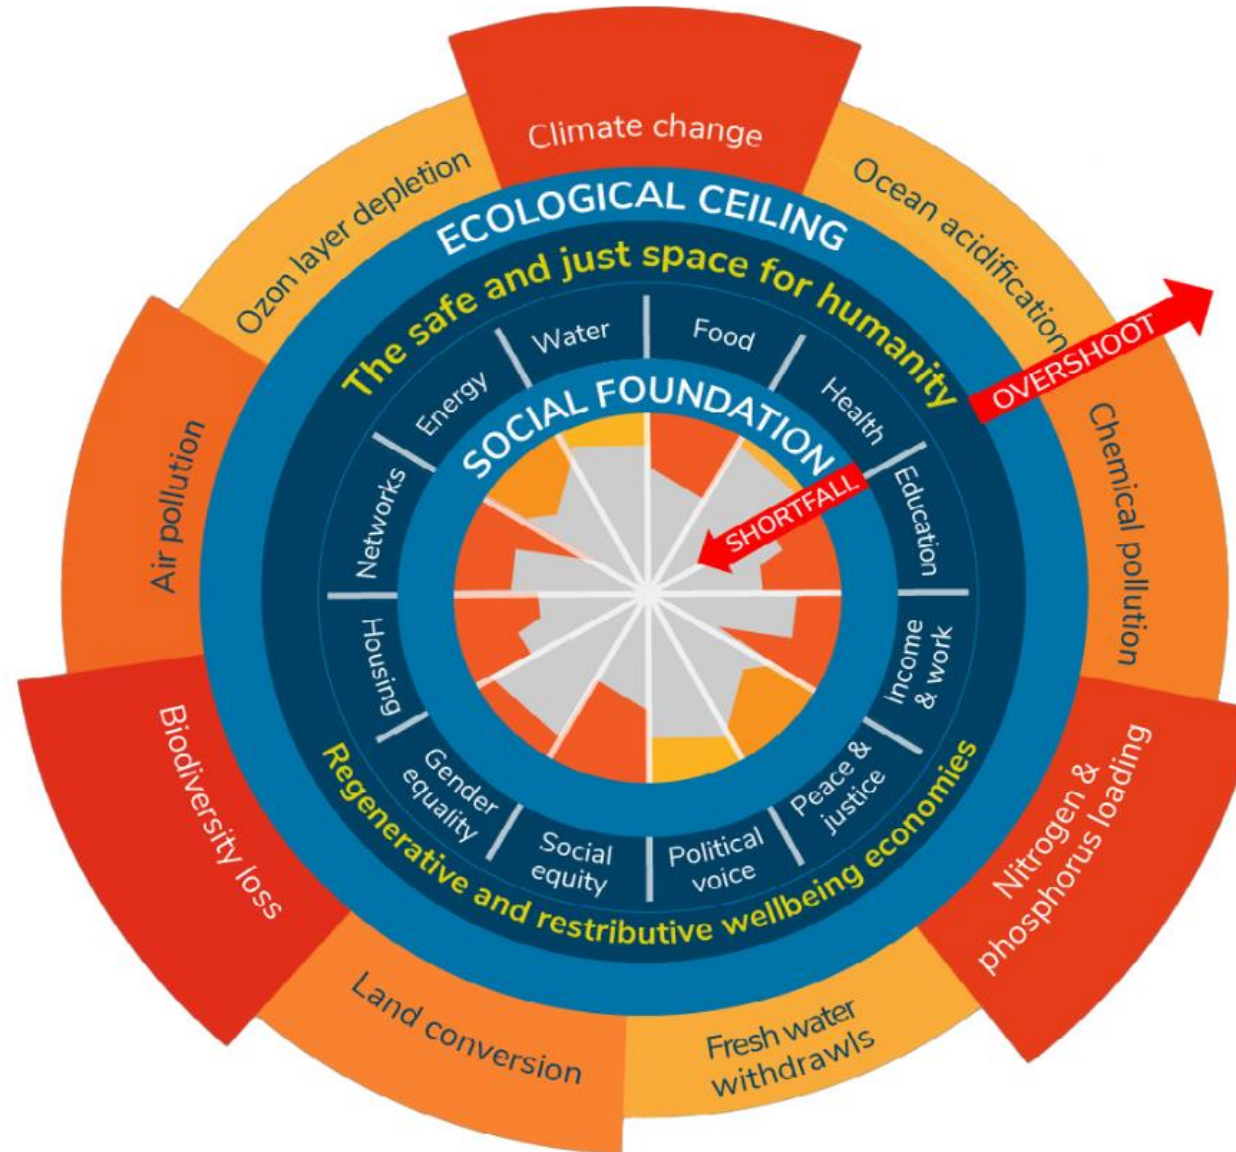 Climate change
Ocean acidification
Chemical pollution
Nitrogen &
phosphorus loading
Fresh water
withdrawls
Land conversion
Biodiversity loss
Air pollution
Ozon layer depletion
OVERSHOOT
ECOLOGICAL CEILING
The safe and just space for humanity
Water
Food
Health
Education
Income
& work
Peace &
justice
Political
voice
Social
equity
Gender
equality
Housing
Networks
Energy
SOCIAL FOUNDATION
SHORTFALL
Regenerative and restributive wellbeing economies